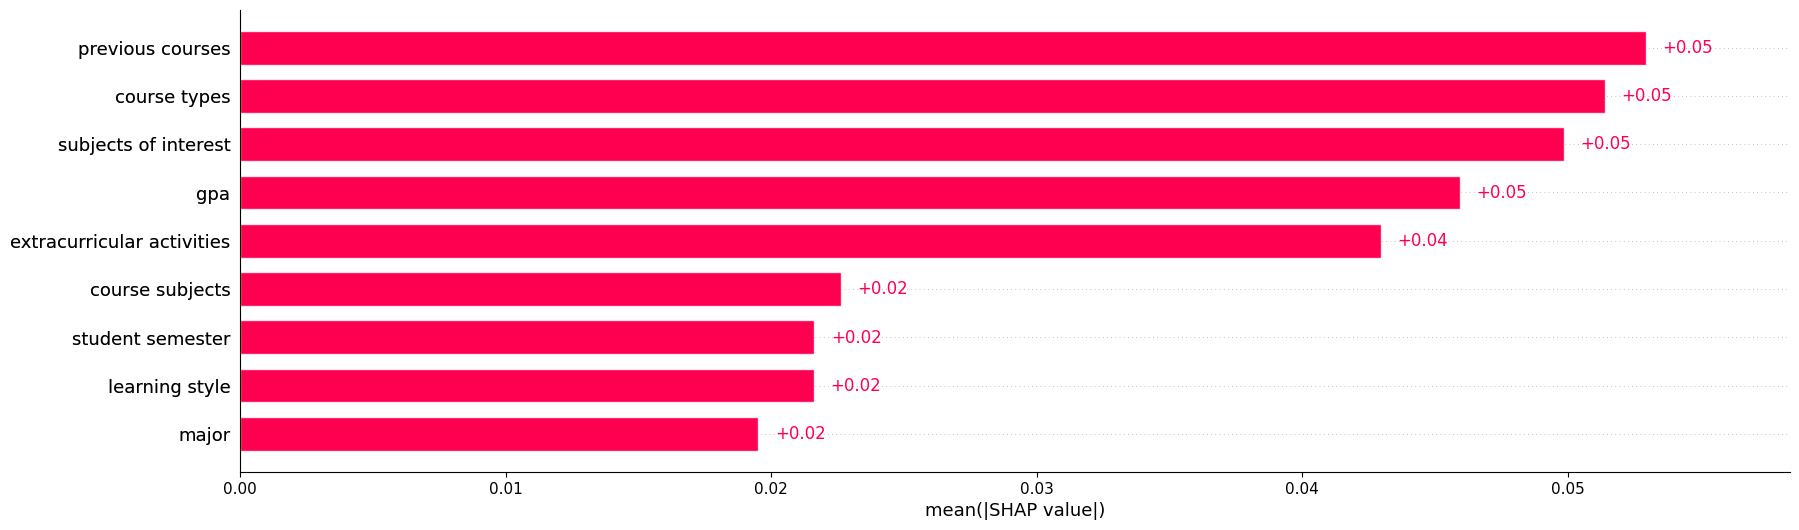 previous courses +0.05
course types +0.05
subjects of interest +0.05
gpa +0.05
extracurricular activities +0.04
course subjects +0.02
student semester +0.02
learning style +0.02
major +0.02
0.00 0.01 0.02 0.03 0.04 0.05
mean(|SHAP value|)